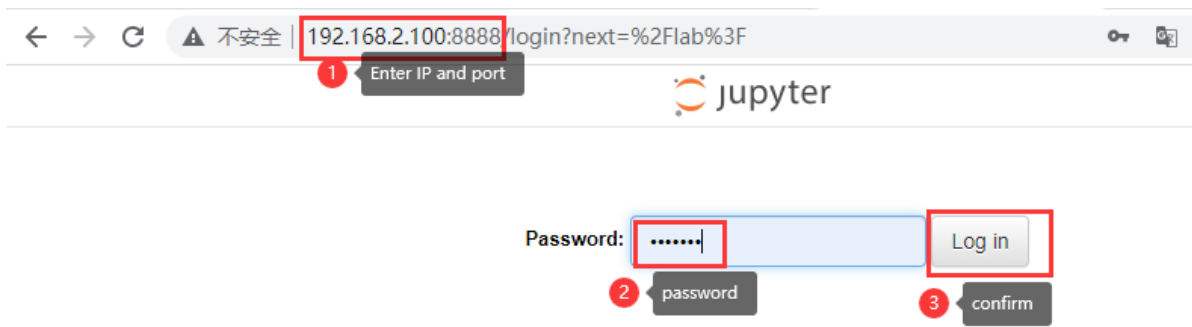 不安全 | 192.168.2.100:8888/login?next=%2Flab%3F
1 Enter IP and port
jupyter
Password: ••••••• Log in
2 password
3 confirm